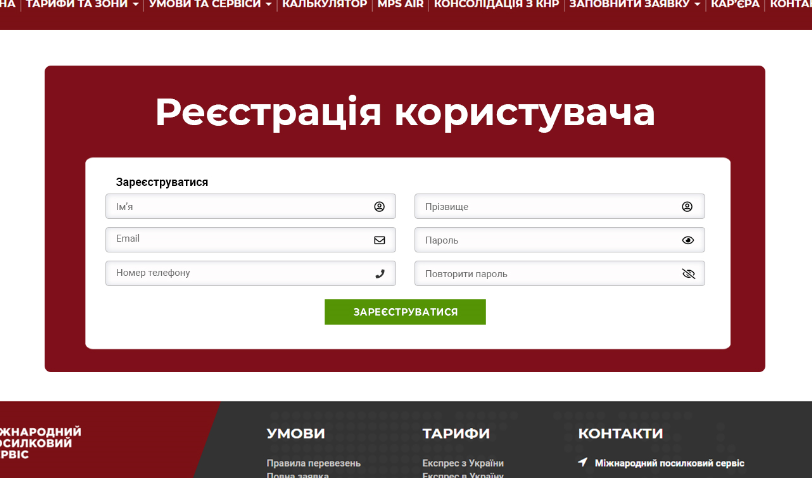 НА | ТАРИФИ ТА ЗОНИ | УМОВИ ТА СЕРВІСИ | КАЛЬКУЛЯТОР | MPS AIR | КОНСОЛІДАЦІЯ З КНР | ЗАПОВНИТИ ЗАЯВКУ | КАР'ЄРА | КОНТА
Реєстрація користувача
Зареєструватися
Ім'я Прізвище
Email Пароль
Номер телефону Повторити пароль
ЗАРЕЄСТРУВАТИСЯ
ЖНАРОДНИЙ
ОСИЛКОВИЙ
ЕРВІС
УМОВИ ТАРИФИ КОНТАКТИ
Правила перевезень Експрес з України Міжнародний посилковий сервіс
Повна заявка Експрес в Україну